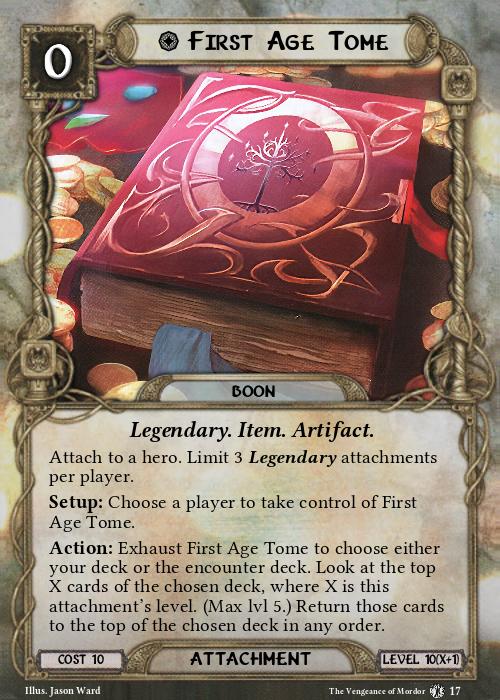 0
First Age Tome
BOON
Legendary. Item. Artifact.
Attach to a hero. Limit 3 Legendary attachments
per player.
Setup: Choose a player to take control of First
Age Tome.
Action: Exhaust First Age Tome to choose either
your deck or the encounter deck. Look at the top
X cards of the chosen deck, where X is this
attachment's level. (Max lvl 5.) Return those cards
to the top of the chosen deck in any order.
COST 10
ATTACHMENT
LEVEL 10(X+1)
Illus. Jason Ward
The Vengeance of Mordor 17